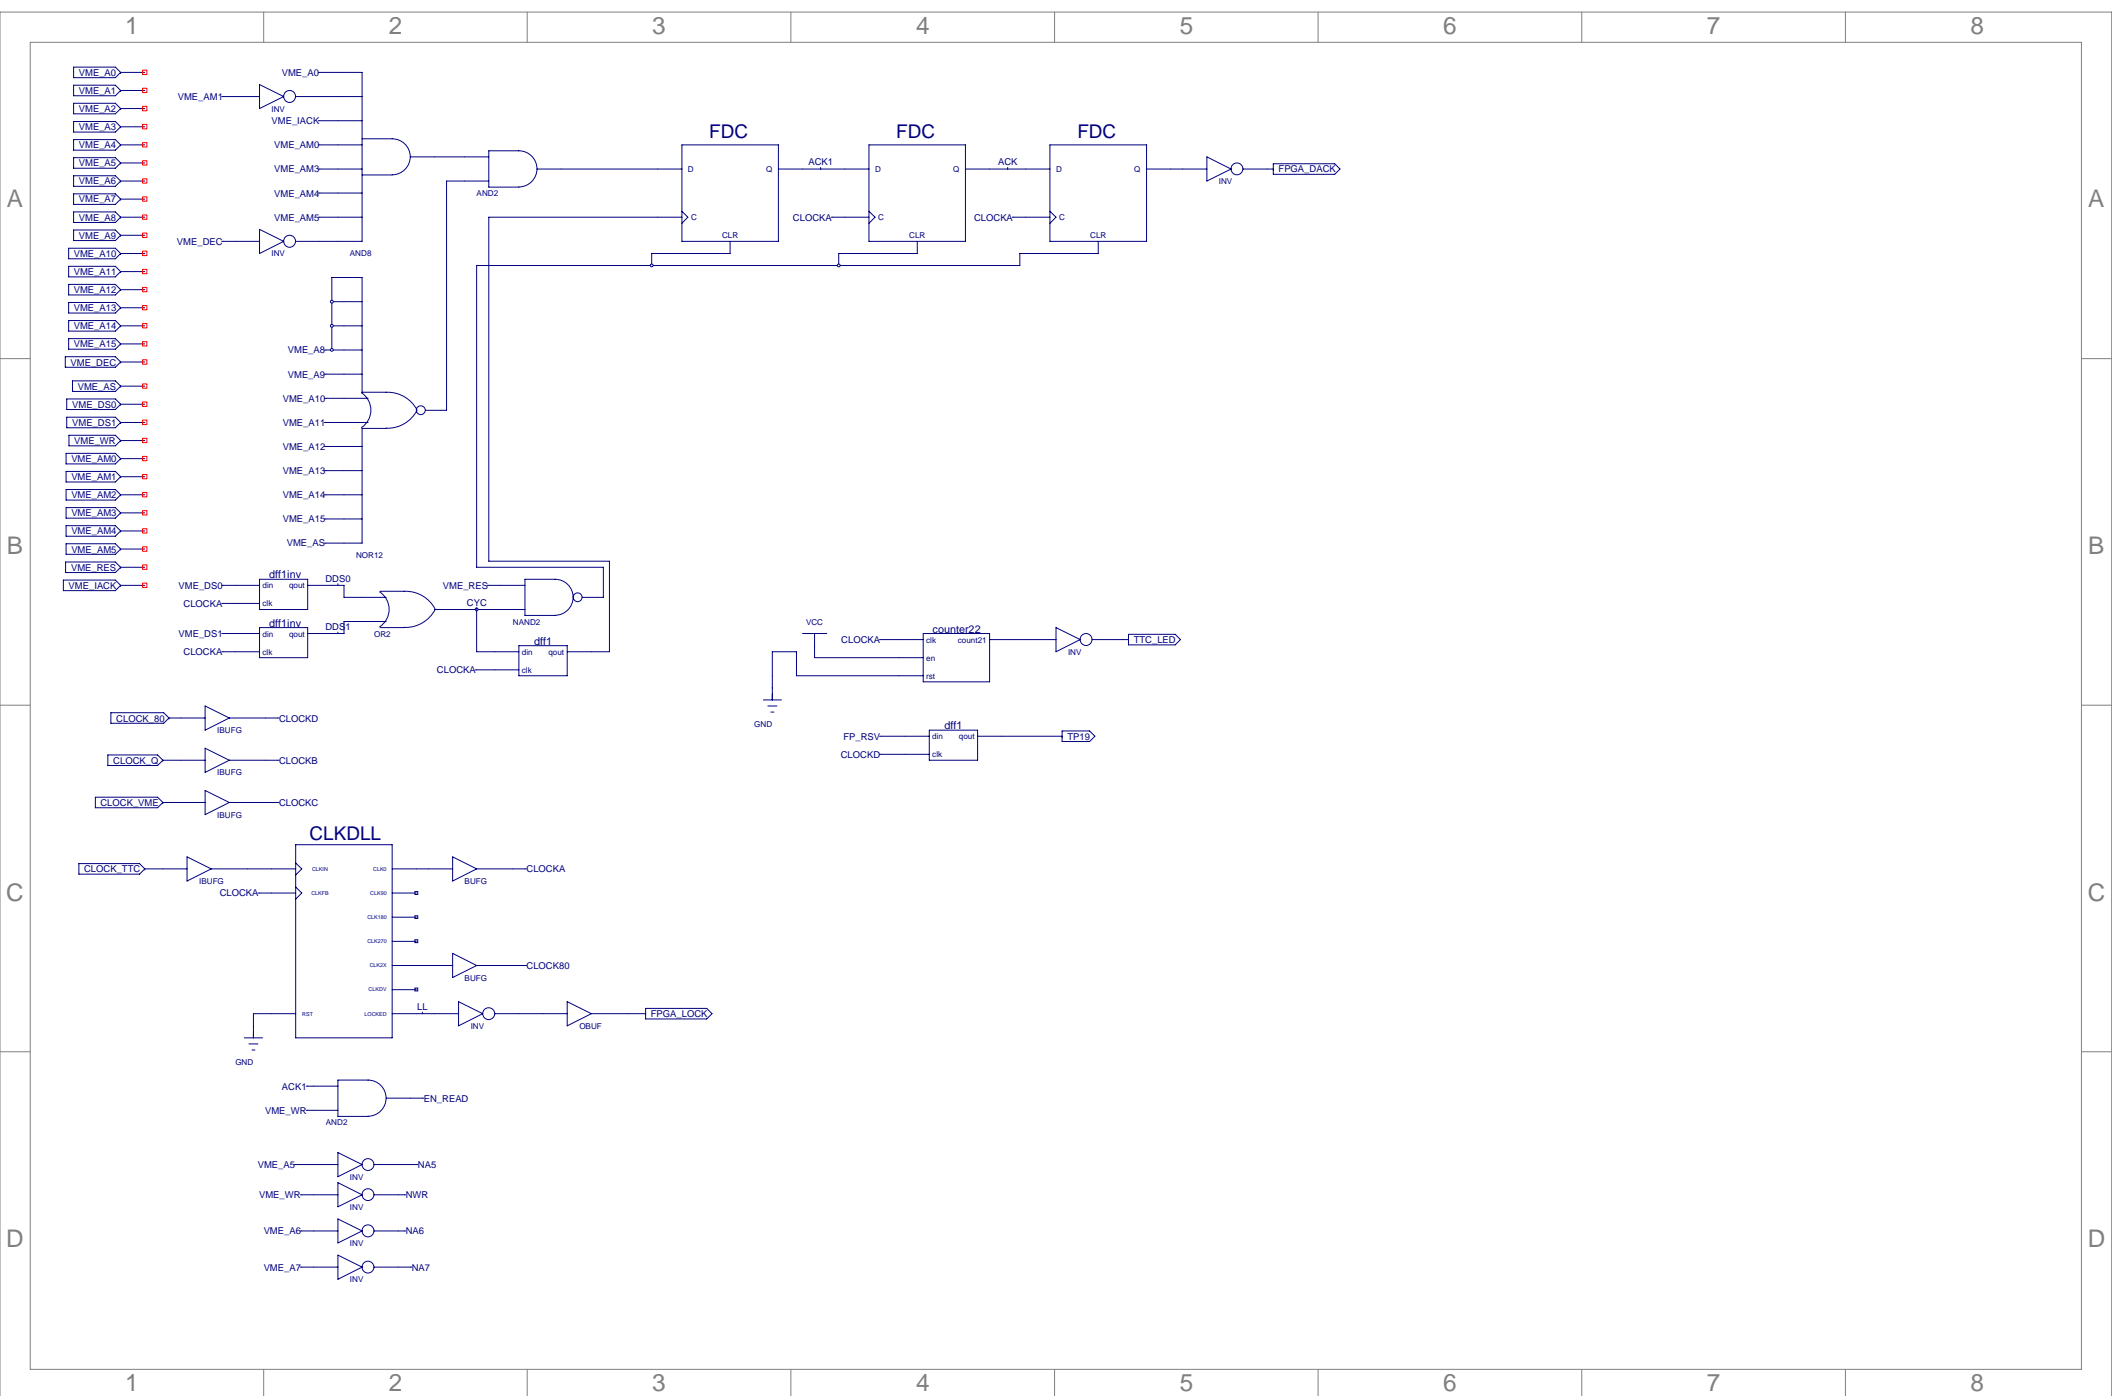 1 2 3 4 5 6 7 8
A A
B B
C C
D D
VME_A0
VME_A1
VME_A2
VME_A3
VME_A4
VME_A5
VME_A6
VME_A7
VME_A8
VME_A9
VME_A10
VME_A11
VME_A12
VME_A13
VME_A14
VME_A15
VME_DEC
VME_AS
VME_DS0
VME_DS1
VME_WR
VME_AM0
VME_AM1
VME_AM2
VME_AM3
VME_AM4
VME_AM5
VME_RES
VME_IACK
VME_A0
VME_AM1
INV
VME_IACK
VME_AM0
VME_AM3
VME_AM4
VME_AM5
VME_DEC
INV
AND8
AND2
FDC FDC FDC
D Q ACK1 D Q ACK D Q
INV
FPGA_DACK
C CLOCKA C CLOCKA C
CLR CLR CLR
VME_A8
VME_A9
VME_A10
VME_A11
VME_A12
VME_A13
VME_A14
VME_A15
VME_AS
NOR12
dff1inv
VME_DS0 din qout DDS0
CLOCKA clk
dff1inv
VME_DS1 din qout DDS1
CLOCKA clk
OR2
VME_RES
CYC
NAND2
dff1
din qout
CLOCKA clk
VCC
counter22
CLOCKA clk count21
en
rst
INV
TTC_LED
GND
dff1
FP_RSV din qout TP19
CLOCKD clk
CLOCK_80 IBUFG CLOCKD
CLOCK_Q IBUFG CLOCKB
CLOCK_VME IBUFG CLOCKC
CLKDLL
CLOCK_TTC IBUFG CLKIN CLK0 BUFG CLOCKA
CLOCKA CLKFB CLK90
CLK180
CLK270
CLK2X BUFG CLOCK80
CLKDV
RST LOCKED LL INV OBUF FPGA_LOCK
GND
ACK1
VME_WR
AND2
EN_READ
VME_A5 INV NA5
VME_WR INV NWR
VME_A6 INV NA6
VME_A7 INV NA7
1 2 3 4 5 6 7 8